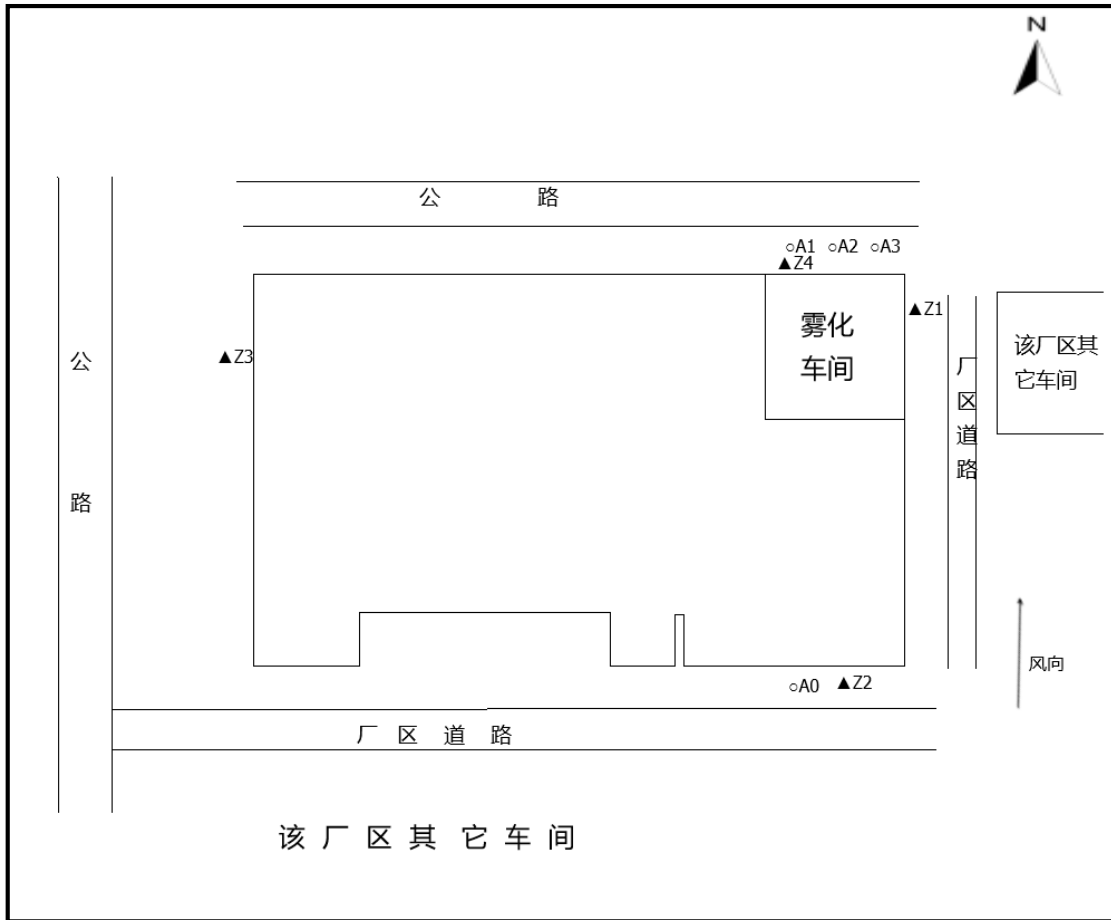 N
公 路
○A1 ○A2 ○A3
▲Z4
▲Z1
雾化
车间
该厂区其
它车间
▲Z3
公
路
厂
区
道
路
风向
○A0 ▲Z2
厂 区 道 路
该 厂 区 其 它 车 间